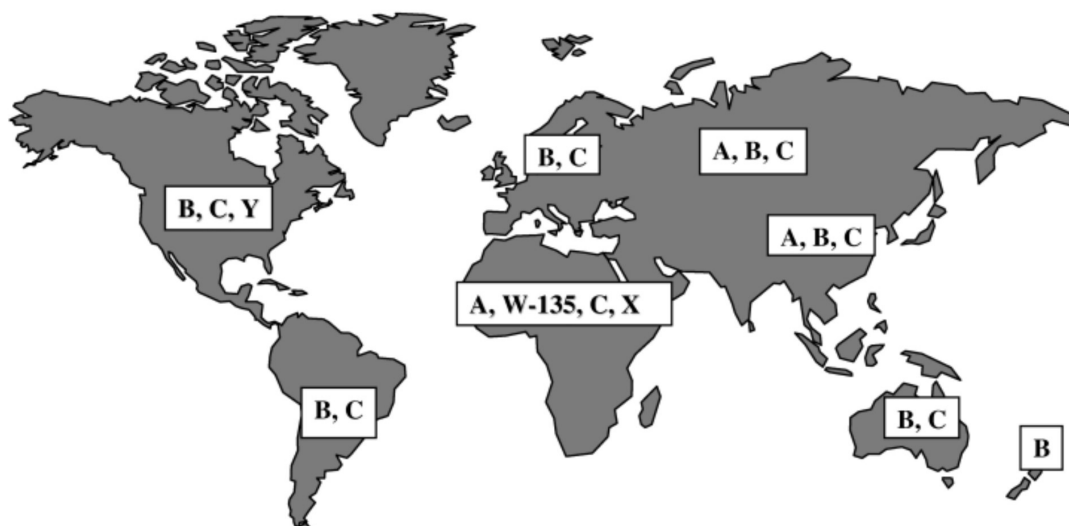 B, C
A, B, C
B, C, Y
A, B, C
A, W-135, C, X
B, C
B, C
B